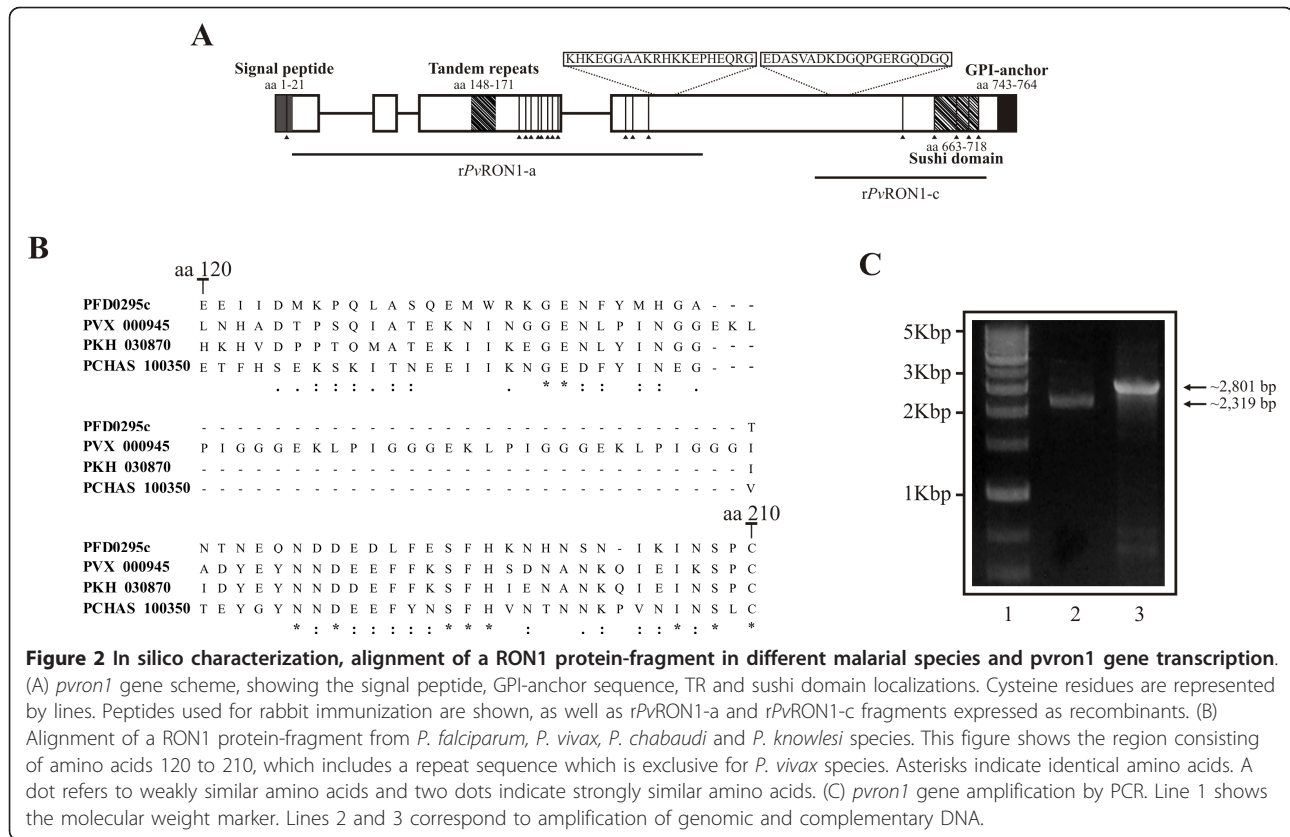 A
KHKEGGAAKRHKKEPHEQRG EDASVADKDGQPGERGQDGQ
Signal peptide Tandem repeats GPI-anchor
aa 1-21 aa 148-171 aa 743-764
aa 663-718
Sushi domain
rPvRON1-a
rPvRON1-c
B
aa 120
PFD0295c E E I I D M K P Q L A S Q E M W R K G E N F Y M H G A - - -
PVX 000945 L N H A D T P S Q I A T E K N I N G G E N L P I N G G E K L
PKH 030870 H K H V D P P T Q M A T E K I I K E G E N L Y I N G G - - -
PCHAS 100350 E T F H S E K S K I T N E E I I K N G E D F Y I N E G - - -
. . : : . : : . * * : : : : .
PFD0295c - - - - - - - - - - - - - - - - - - - - - - - - - - - - - T
PVX 000945 P I G G G E K L P I G G G E K L P I G G G E K L P I G G G I
PKH 030870 - - - - - - - - - - - - - - - - - - - - - - - - - - - - - I
PCHAS 100350 - - - - - - - - - - - - - - - - - - - - - - - - - - - - - V
aa 210
PFD0295c N T N E Q N D D E D L F E S F H K N H N S N - I K I N S P C
PVX 000945 A D Y E Y N N D E E F F K S F H S D N A N K Q I E I K S P C
PKH 030870 I D Y E Y N N D D E F F K S F H I E N A N K Q I E I N S P C
PCHAS 100350 T E Y G Y N N D E E F Y N S F H V N T N N K P V N I N S L C
* : * : : : : * * * : . : : : * : * *
C
5Kbp
3Kbp
2Kbp
1Kbp
~2,801 bp
~2,319 bp
1 2 3
Figure 2 In silico characterization, alignment of a RON1 protein-fragment in different malarial species and pvron1 gene transcription.
(A) pvron1 gene scheme, showing the signal peptide, GPI-anchor sequence, TR and sushi domain localizations. Cysteine residues are represented
by lines. Peptides used for rabbit immunization are shown, as well as rPvRON1-a and rPvRON1-c fragments expressed as recombinants. (B)
Alignment of a RON1 protein-fragment from P. falciparum, P. vivax, P. chabaudi and P. knowlesi species. This figure shows the region consisting
of amino acids 120 to 210, which includes a repeat sequence which is exclusive for P. vivax species. Asterisks indicate identical amino acids. A
dot refers to weakly similar amino acids and two dots indicate strongly similar amino acids. (C) pvron1 gene amplification by PCR. Line 1 shows
the molecular weight marker. Lines 2 and 3 correspond to amplification of genomic and complementary DNA.